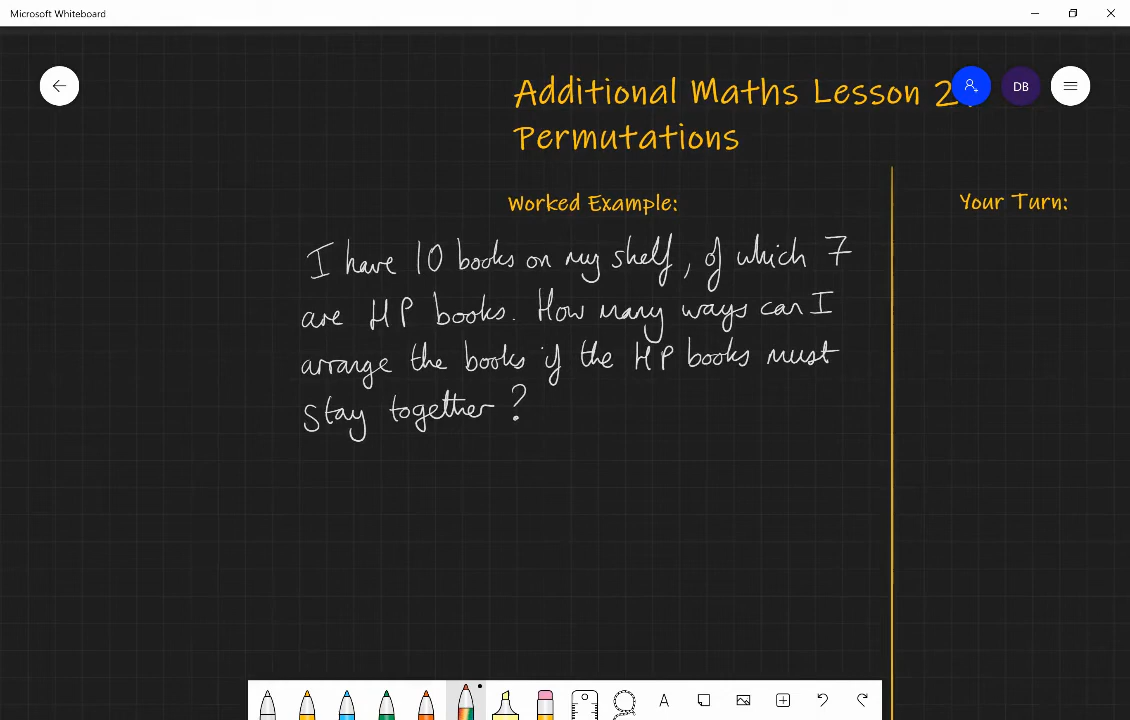 Microsoft Whiteboard
DB
Additional Maths Lesson 2
Permutations
Worked Example:
Your Turn:
I have 10 books on my shelf, of which 7
are HP books. How many ways can I
arrange the books if the HP books must
stay together?
A